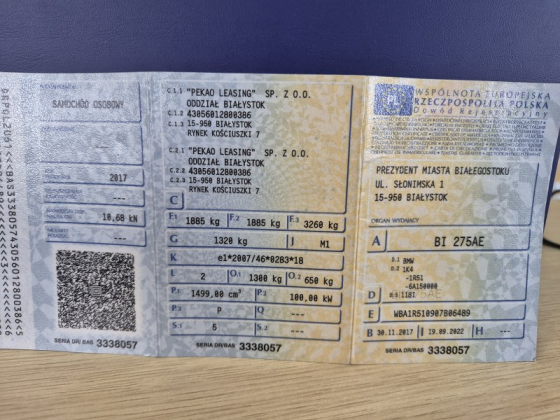 SAMOCHÓD OSOBOWY
2017
---
10,68 kN
---
SERIA DR/BAS 3338057
C.1.1 "PEKAO LEASING" SP. Z O.O.
ODDZIAŁ BIAŁYSTOK
C.1.2 43056012800386
C.1.3 15-950 BIAŁYSTOK
RYNEK KOŚCIUSZKI 7
C.2.1 "PEKAO LEASING" SP. Z O.O.
ODDZIAŁ BIAŁYSTOK
C.2.2 43056012800386
C.2.3 15-950 BIAŁYSTOK
RYNEK KOŚCIUSZKI 7
C
F.1 1885 kg F.2 1885 kg F.3 3260 kg
G 1320 kg J M1
K e1*2007/46*0283*18
L 2 O.1 1300 kg O.2 650 kg
P.1 1499,00 cm³ P.2 100,00 kW
P.3 P Q ---
S.1 5 S.2 ---
SERIA DR/BAS 3338057
PL
WSPÓLNOTA EUROPEJSKA
RZECZPOSPOLITA POLSKA
Dowód Rejestracyjny
PREZYDENT MIASTA BIAŁEGOSTOKU
UL. SŁONIMSKA 1
15-950 BIAŁYSTOK
ORGAN WYDAJĄCY
A BI 275AE
D.1 BMW
D.2 1K4
-1R51
-6A150000
D D.3 118I
E WBA1R510907B06489
B 30.11.2017 I 19.09.2022 H ---
SERIA DR/BAS 3338057